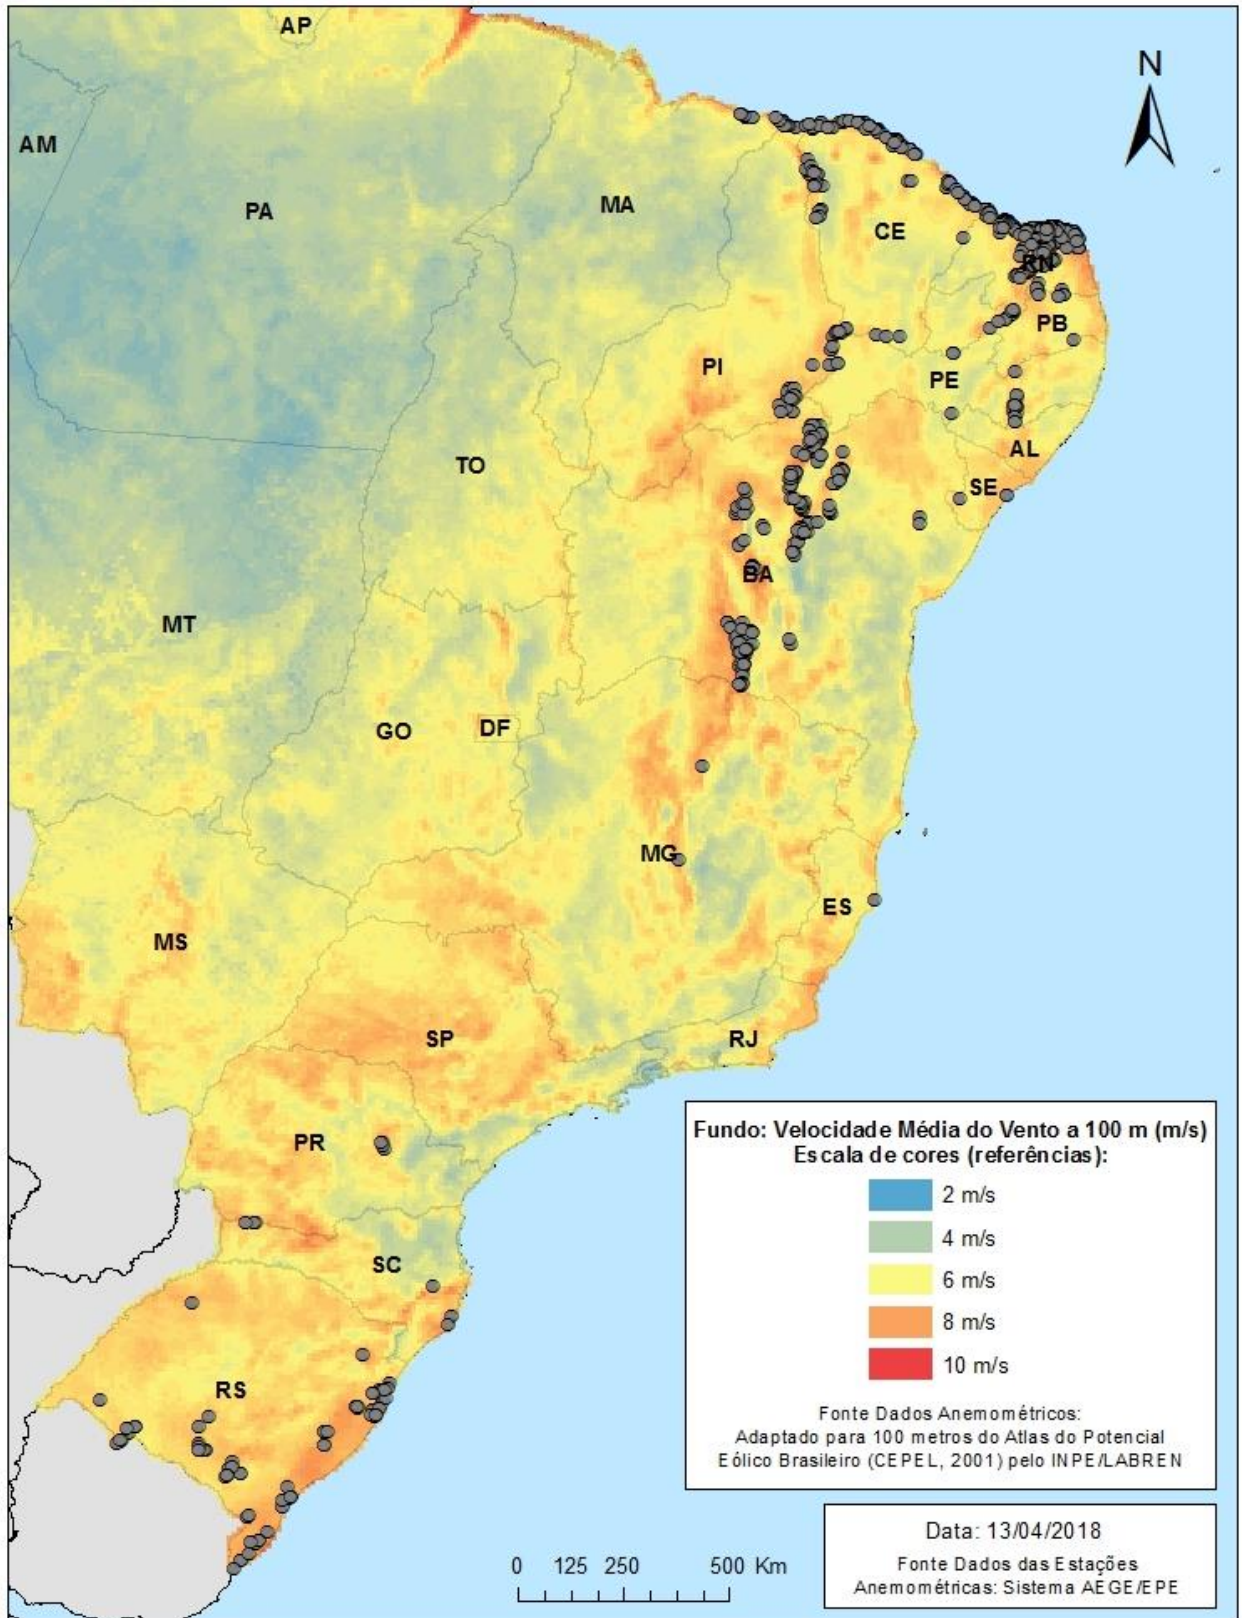 AP
N
AM
PA
MA
CE
RN
PB
PI
PE
AL
TO
SE
BA
MT
GO
DF
MG
ES
MS
SP
RJ
PR
SC
RS
Fundo: Velocidade Média do Vento a 100 m (m/s)
Escala de cores (referências):
2 m/s
4 m/s
6 m/s
8 m/s
10 m/s
Fonte Dados Anemométricos:
Adaptado para 100 metros do Atlas do Potencial
Eólico Brasileiro (CEPEL, 2001) pelo INPE/LABREN
Data: 13/04/2018
Fonte Dados das Estações
Anemométricas: Sistema AEGE/EPE
0 125 250 500 Km